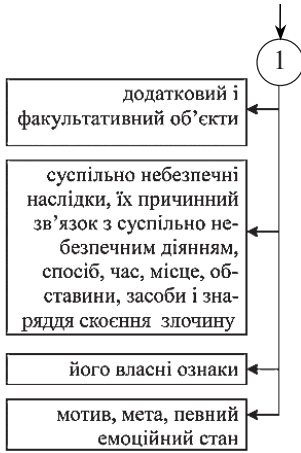 1
додатковий і
факультативний об’єкти
суспільно небезпечні
наслідки, їх причинний
зв’язок з суспільно не-
безпечним діянням,
спосіб, час, місце, об-
ставини, засоби і зна-
ряддя скоєння злочину
його власні ознаки
мотив, мета, певний
емоційний стан